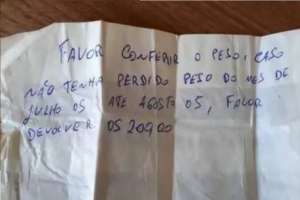 FAVOR CONFERIR O PESO, CASO
NÃO TENHA PERDIDO PESO DO MES DE
JULHO 05 ATÉ AGOSTO 05, FAVOR
DEVOLVER OS 200,00